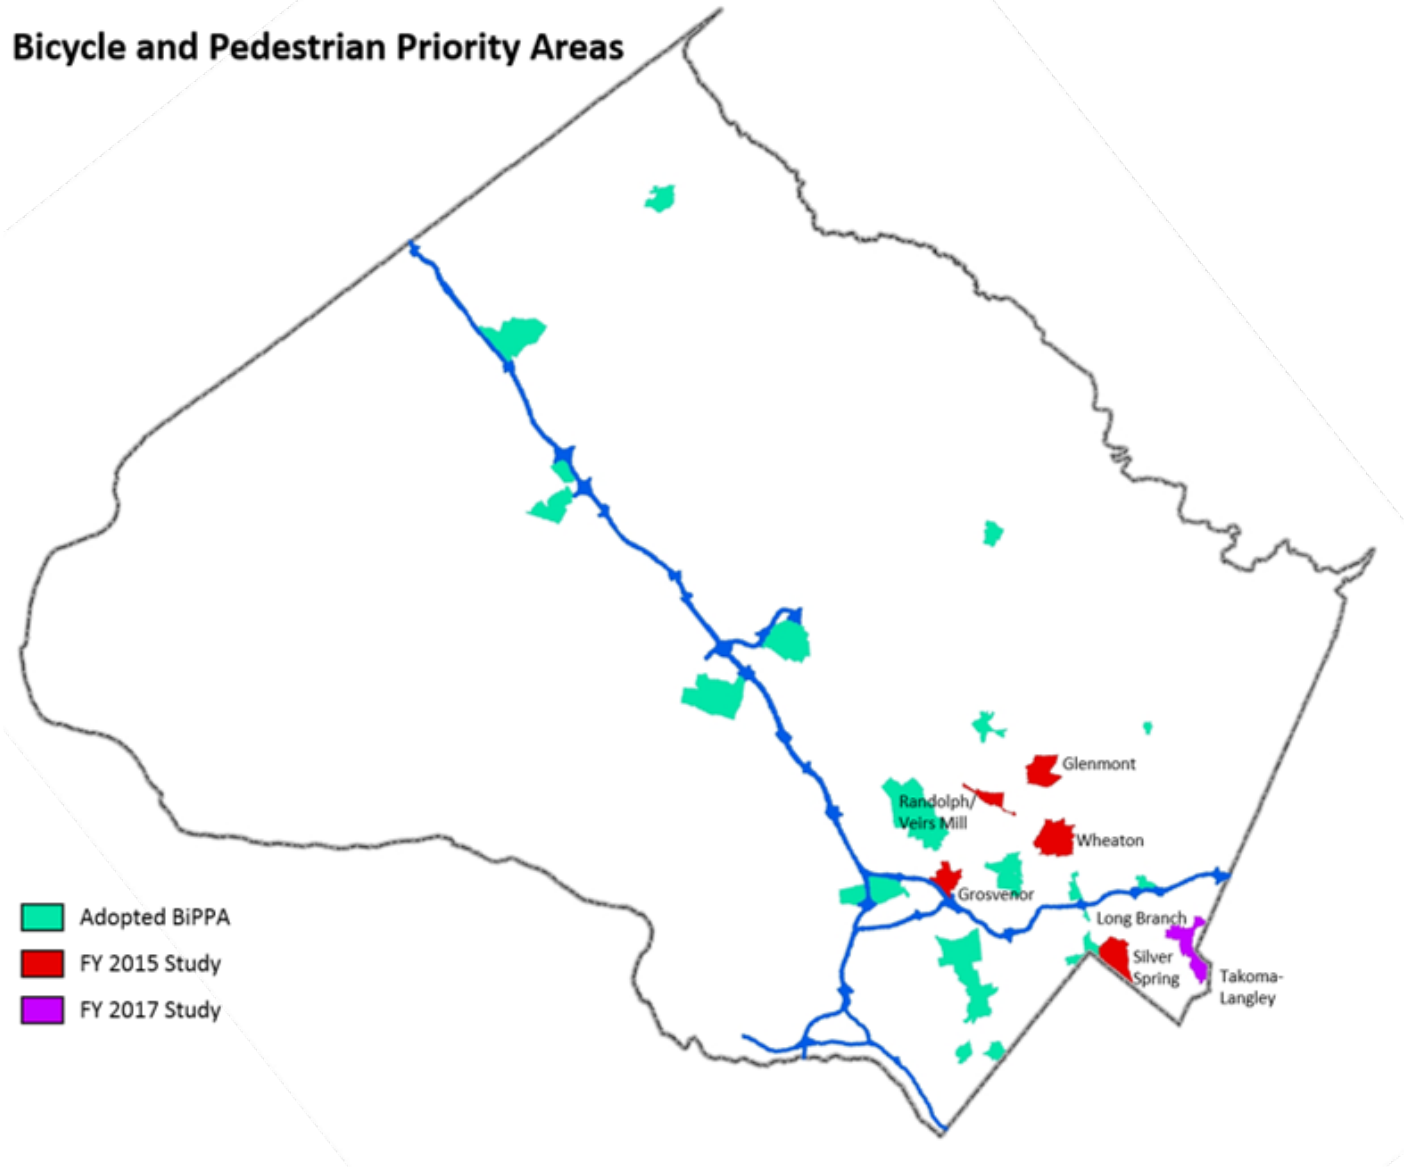 Bicycle and Pedestrian Priority Areas
Glenmont
Randolph/
Veirs Mill
Wheaton
Grosvenor
Long Branch
Silver
Spring
Takoma-
Langley
Adopted BiPPA
FY 2015 Study
FY 2017 Study